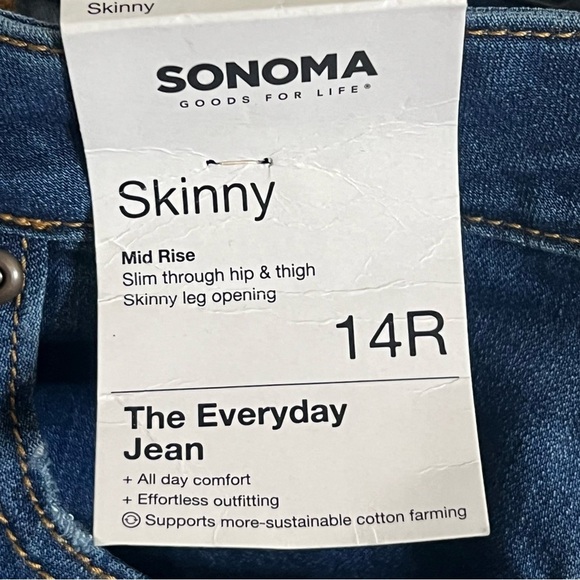 Skinny
SONOMA
GOODS FOR LIFE®
Skinny
Mid Rise
Slim through hip & thigh
Skinny leg opening
14R
The Everyday
Jean
+ All day comfort
+ Effortless outfitting
Supports more-sustainable cotton farming